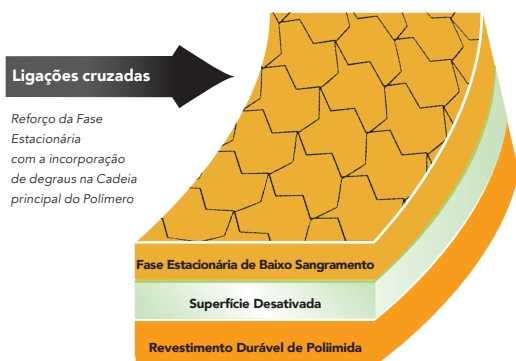 Ligações cruzadas
Reforço da Fase
Estacionária
com a incorporação
de degraus na Cadeia
principal do Polímero
Fase Estacionária de Baixo Sangramento
Superfície Desativada
Revestimento Durável de Poliimida